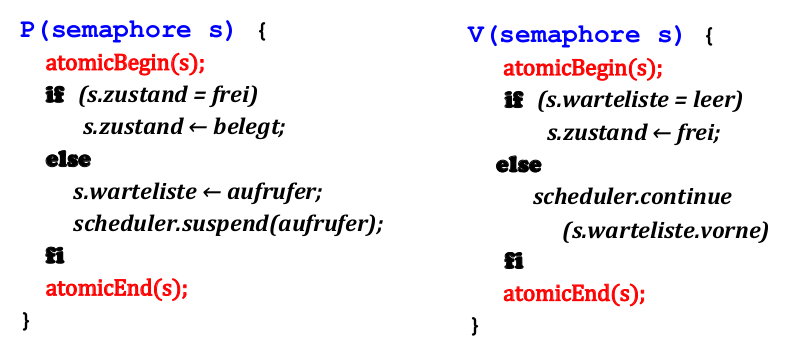 P(semaphore s) {
atomicBegin(s);
if (s.zustand = frei)
s.zustand ← belegt;
else
s.warteliste ← aufrufer;
scheduler.suspend(aufrufer);
fi
atomicEnd(s);
}
V(semaphore s) {
atomicBegin(s);
if (s.warteliste = leer)
s.zustand ← frei;
else
scheduler.continue
(s.warteliste.vorne)
fi
atomicEnd(s);
}